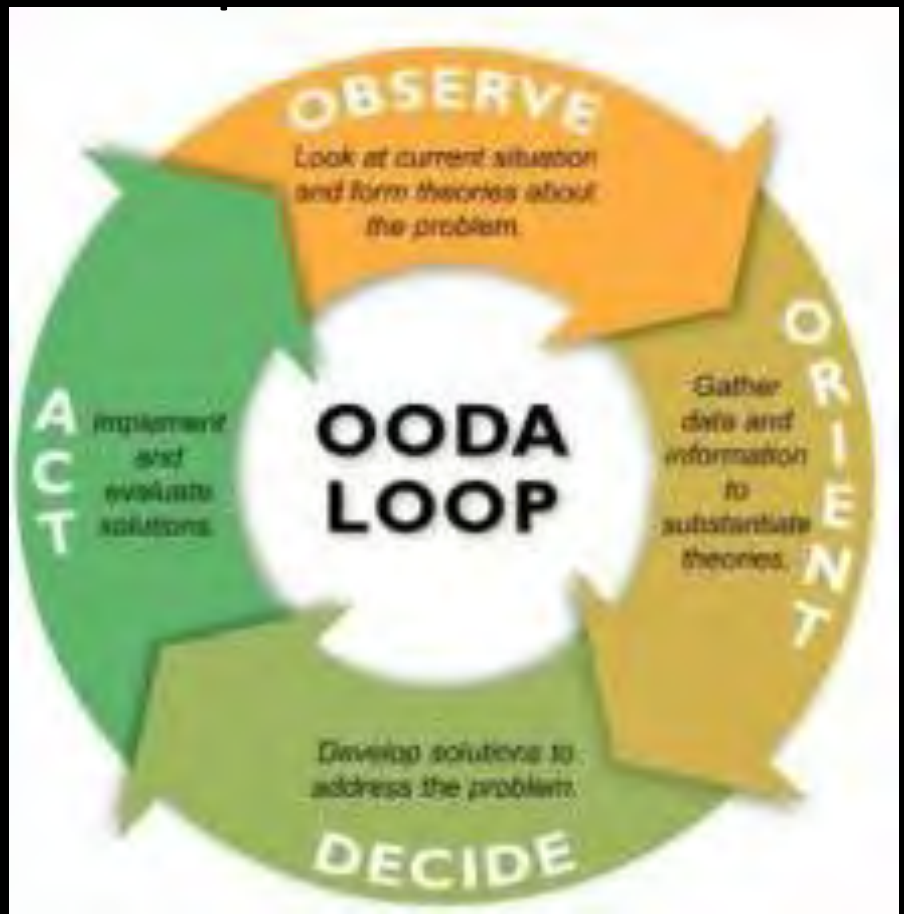 OBSERVE
Look at current situation
and form theories about
the problem.
ORIENT
Gather
data and
information
to
substantiate
theories.
OODA
LOOP
Develop solutions to
address the problem.
DECIDE
ACT
Implement
and
evaluate
solutions.